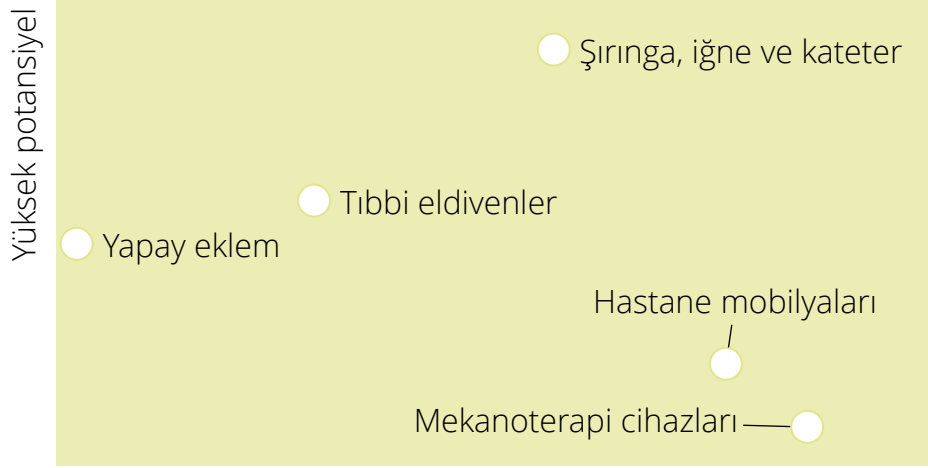 Yüksek potansiyel
Şırınga, iğne ve kateter
Tıbbi eldivenler
Yapay eklem
Hastane mobilyaları
Mekanoterapi cihazları